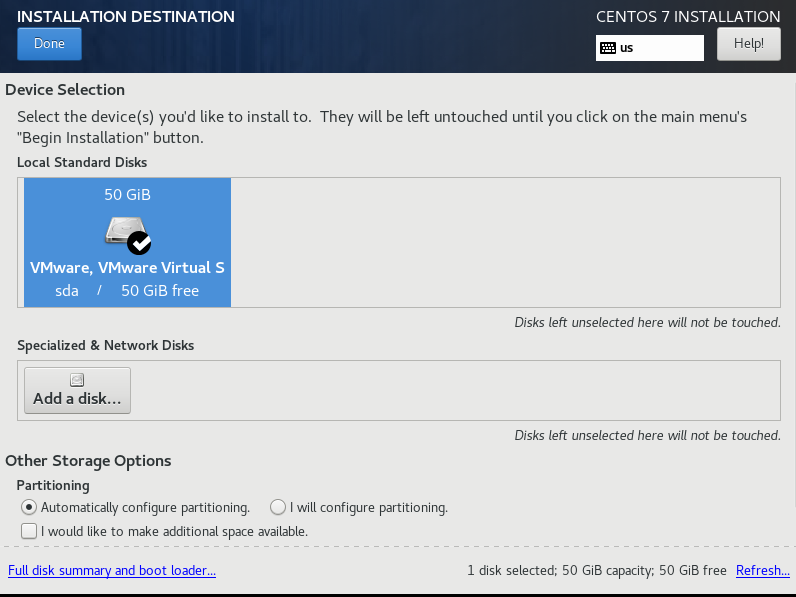 INSTALLATION DESTINATION
CENTOS 7 INSTALLATION
Done
us
Help!
Device Selection
Select the device(s) you'd like to install to.  They will be left untouched until you click on the main menu's
"Begin Installation" button.
Local Standard Disks
50 GiB
VMware, VMware Virtual S
sda / 50 GiB free
Disks left unselected here will not be touched.
Specialized & Network Disks
Add a disk...
Disks left unselected here will not be touched.
Other Storage Options
Partitioning
Automatically configure partitioning. I will configure partitioning.
I would like to make additional space available.
Full disk summary and boot loader... 1 disk selected; 50 GiB capacity; 50 GiB free Refresh...